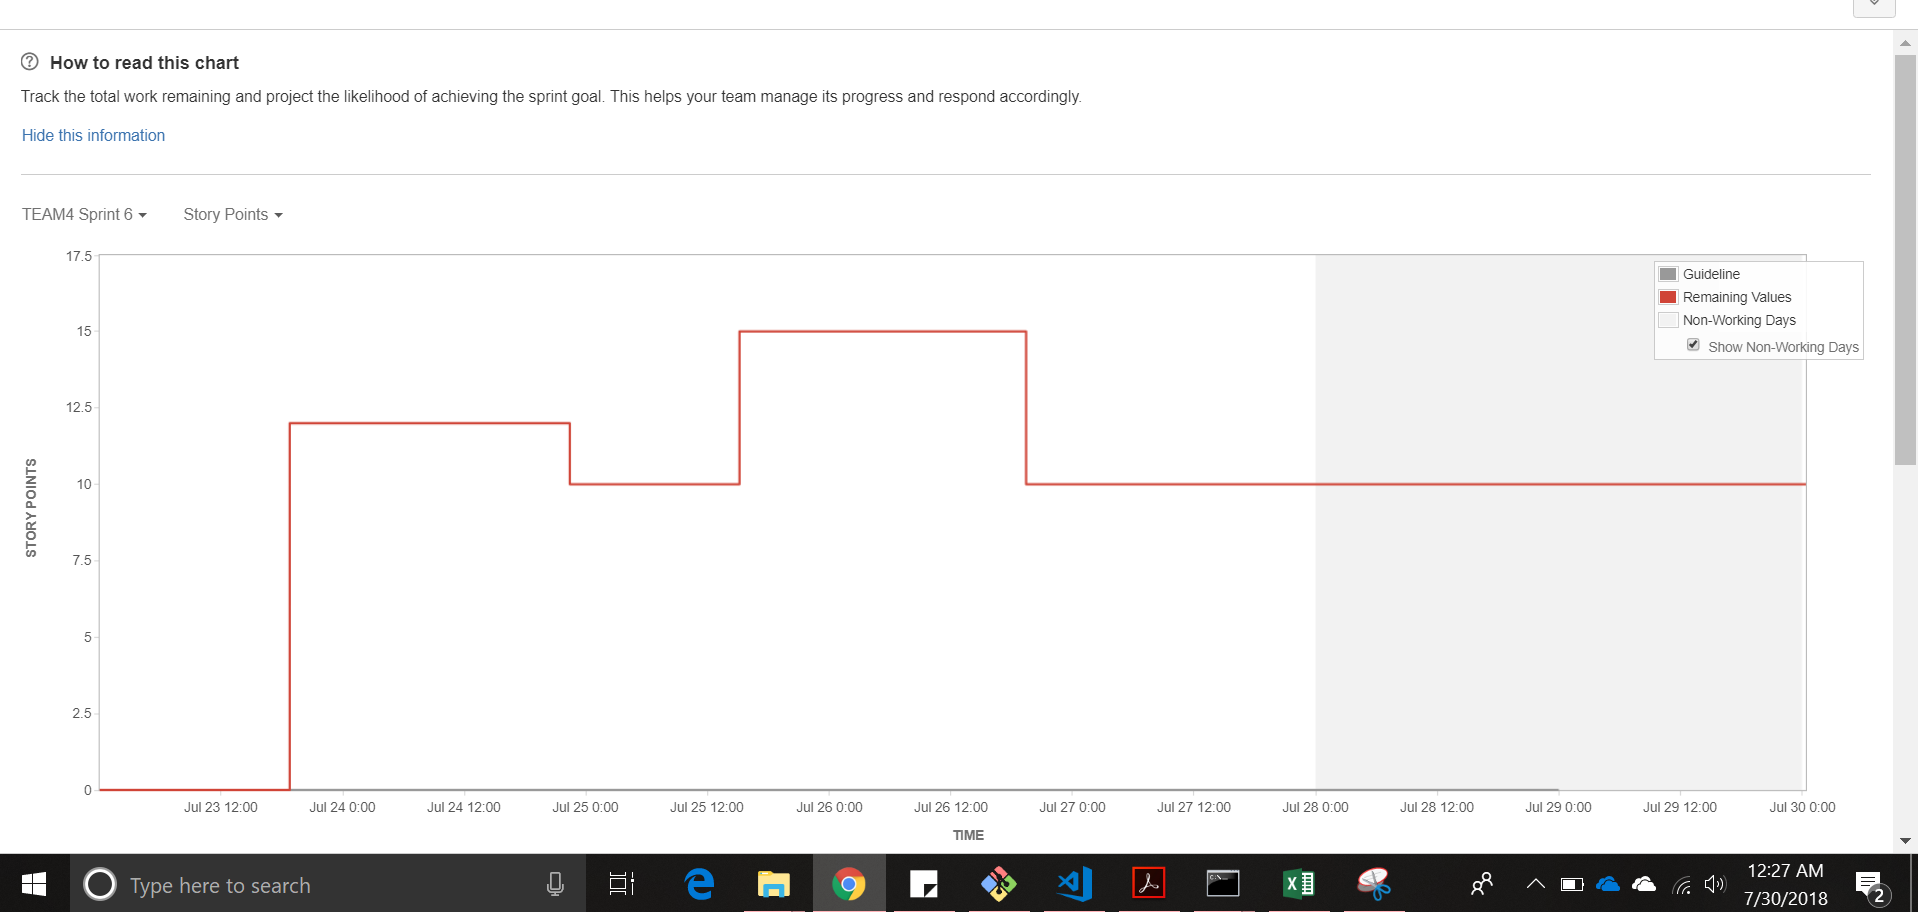 How to read this chart
Track the total work remaining and project the likelihood of achieving the sprint goal. This helps your team manage its progress and respond accordingly.
Hide this information
TEAM4 Sprint 6 Story Points
17.5
15
12.5
10
7.5
5
2.5
0
STORY POINTS
Guideline
Remaining Values
Non-Working Days
Show Non-Working Days
Jul 23 12:00 Jul 24 0:00 Jul 24 12:00 Jul 25 0:00 Jul 25 12:00 Jul 26 0:00 Jul 26 12:00 Jul 27 0:00 Jul 27 12:00 Jul 28 0:00 Jul 28 12:00 Jul 29 0:00 Jul 29 12:00 Jul 30 0:00
TIME
Type here to search
12:27 AM
7/30/2018
2